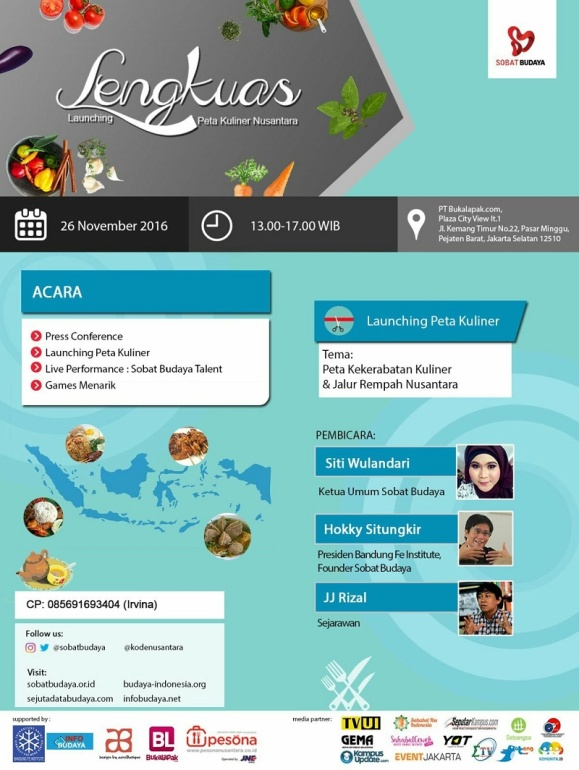 SOBAT BUDAYA
Lengkuas
Launching Peta Kuliner Nusantara
26 November 2016
13.00-17.00 WIB
PT Bukalapak.com,
Plaza City View lt.1
Jl. Kemang Timur No.22, Pasar Minggu,
Pejaten Barat, Jakarta Selatan 12510
ACARA
Press Conference
Launching Peta Kuliner
Live Performance : Sobat Budaya Talent
Games Menarik
Launching Peta Kuliner
Tema:
Peta Kekerabatan Kuliner
& Jalur Rempah Nusantara
PEMBICARA:
Siti Wulandari
Ketua Umum Sobat Budaya
Hokky Situngkir
Presiden Bandung Fe Institute,
Founder Sobat Budaya
JJ Rizal
Sejarawan
CP: 085691693404 (Irvina)
Follow us:
@sobatbudaya @kodenusantara
Visit:
sobatbudaya.or.id budaya-indonesia.org
sejutadatabudaya.com infobudaya.net
supported by :
INFO BUDAYA
BL
BukaLapak
pesona
www.pesonanusantara.co.id
JNE
media partner:
TVUI
SeputarKampus.com
GEMA
YOT
Kampus Update
EVENTJAKARTA
ETV